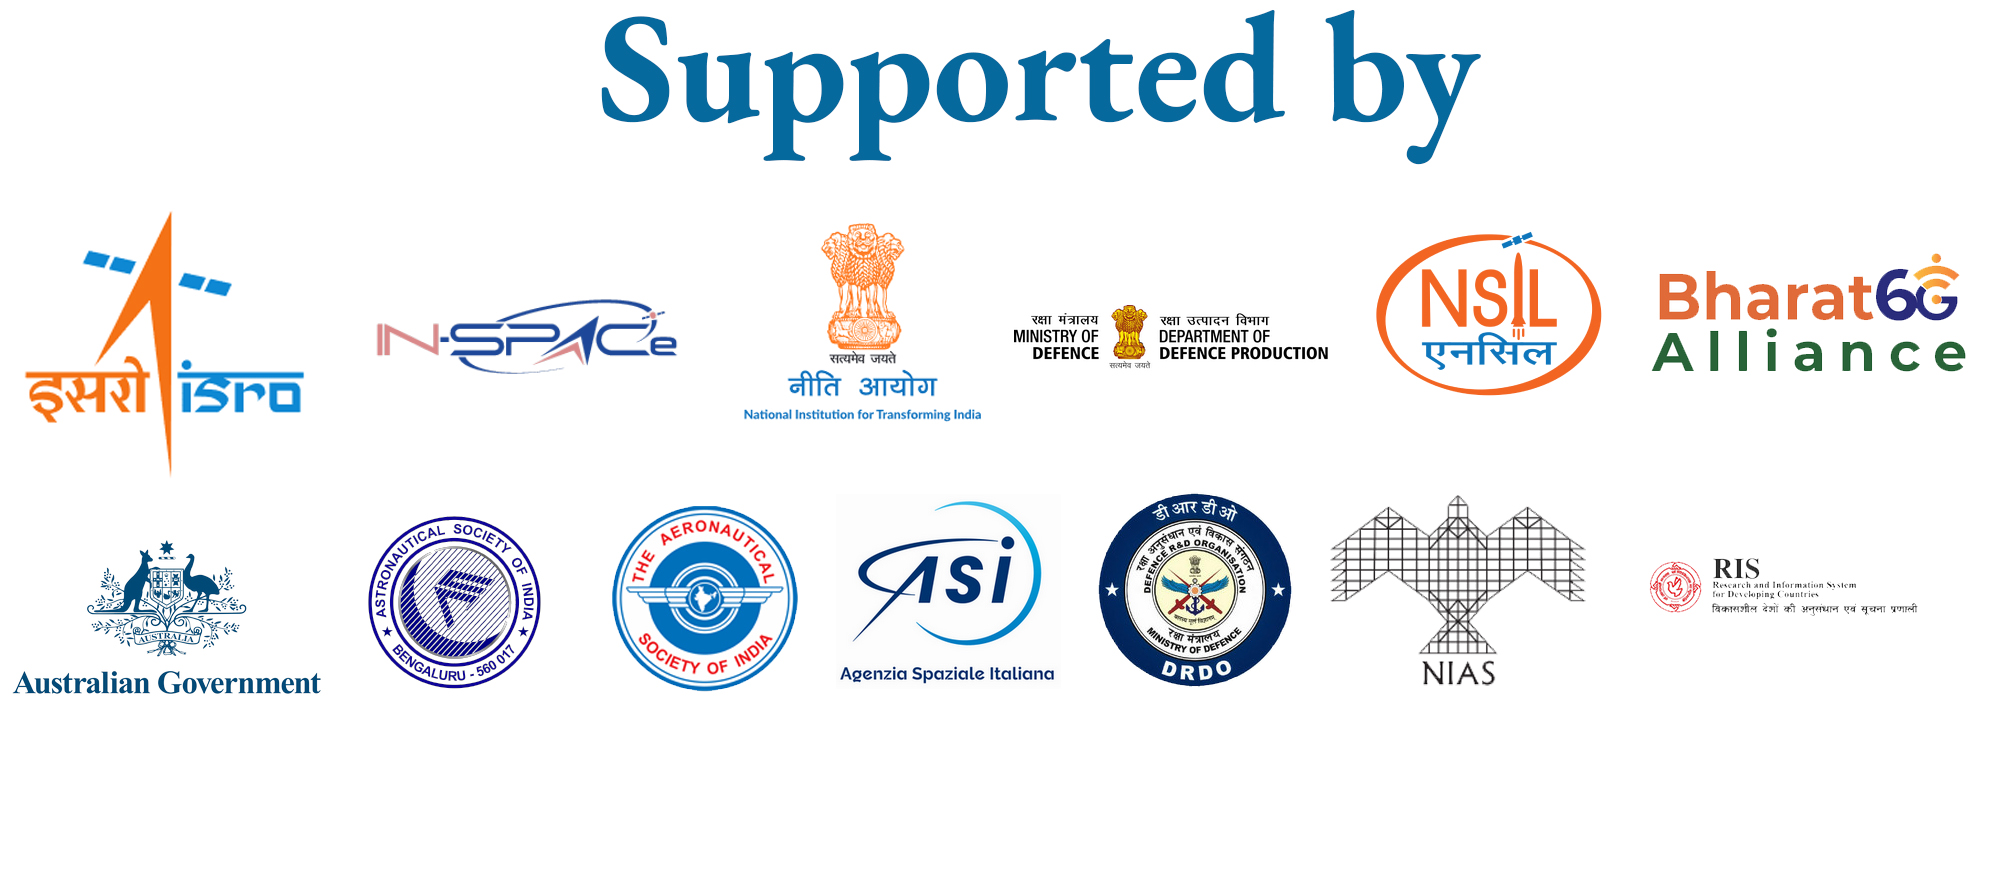 Supported by
इसरो isro
IN-SPACe
सत्यमेव जयते
नीति आयोग
National Institution for Transforming India
रक्षा मंत्रालय
MINISTRY OF
DEFENCE
सत्यमेव जयते
रक्षा उत्पादन विभाग
DEPARTMENT OF
DEFENCE PRODUCTION
NSIL
एनसिल
Bharat6G
Alliance
AUSTRALIA
Australian Government
ASTRONAUTICAL SOCIETY OF INDIA
BENGALURU - 560 017
THE AERONAUTICAL
SOCIETY OF INDIA
ASI
Agenzia Spaziale Italiana
डी आर डी ओ
रक्षा अनुसंधान एवं विकास संगठन
DEFENCE R&D ORGANISATION
रक्षा मंत्रालय
MINISTRY OF DEFENCE
DRDO
NIAS
RIS
Research and Information System
for Developing Countries
विकासशील देशों की अनुसंधान एवं सूचना प्रणाली